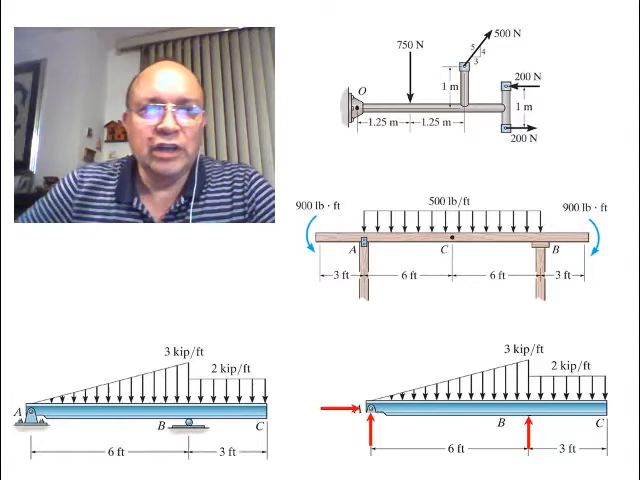 750 N
500 N
5
4
3
200 N
O
1 m
1 m
1.25 m
1.25 m
200 N
900 lb · ft
500 lb/ft
900 lb · ft
A
C
B
3 ft
6 ft
6 ft
3 ft
3 kip/ft
2 kip/ft
A
B
C
6 ft
3 ft
3 kip/ft
2 kip/ft
A
B
C
6 ft
3 ft